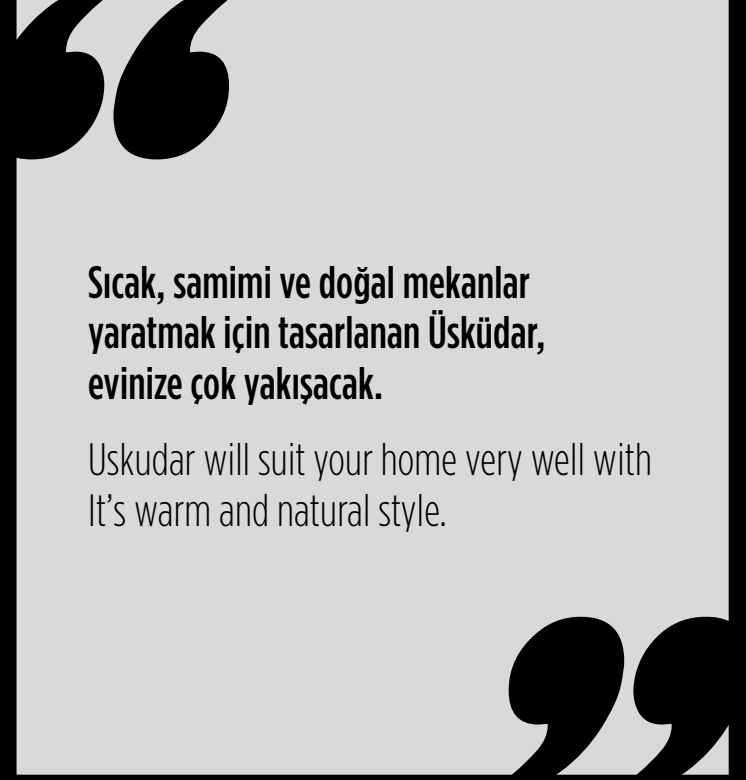 Sıcak, samimi ve doğal mekanlar
yaratmak için tasarlanan Üsküdar,
evinize çok yakışacak.
Uskudar will suit your home very well with
It’s warm and natural style.